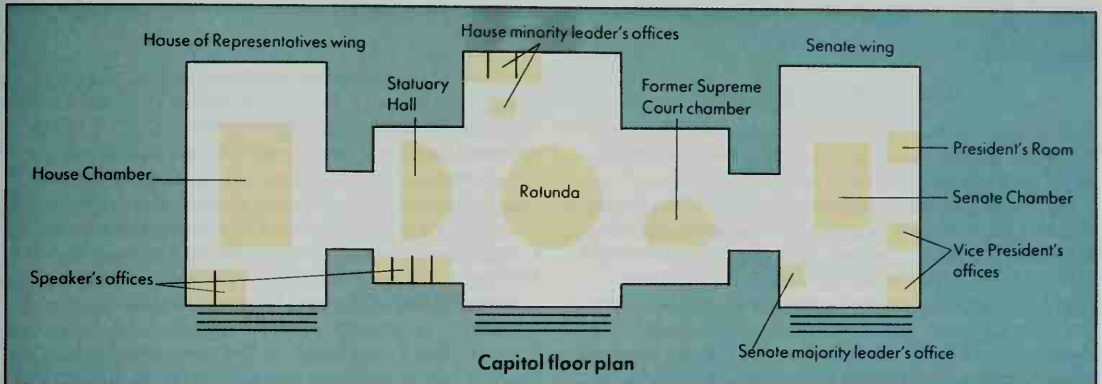 House of Representatives wing
House minority leader's offices
Senate wing
Statuary
Hall
Former Supreme
Court chamber
House Chamber
Rotunda
President's Room
Senate Chamber
Speaker's offices
Vice President's
offices
Senate majority leader's office
Capitol floor plan